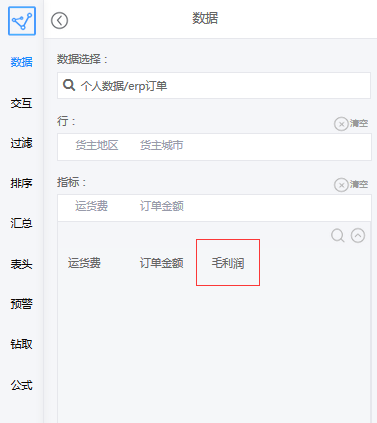 数据
数据
数据选择：
交互
个人数据/erp订单
过滤
行：
清空
货主地区 货主城市
排序
指标：
清空
运货费 订单金额
汇总
表头
运货费 订单金额 毛利润
预警
钻取
公式